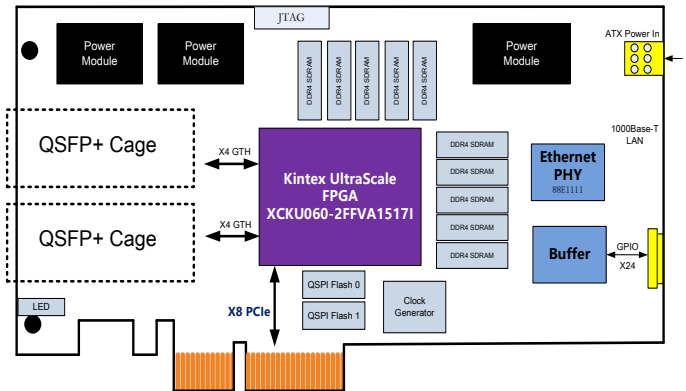 JTAG
Power
Module
Power
Module
Power
Module
ATX Power In
DDR4 SDRAM
DDR4 SDRAM
DDR4 SDRAM
DDR4 SDRAM
DDR4 SDRAM
QSFP+ Cage
X4 GTH
Kintex UltraScale
FPGA
XCKU060-2FFVA1517I
DDR4 SDRAM
DDR4 SDRAM
DDR4 SDRAM
DDR4 SDRAM
DDR4 SDRAM
1000Base-T
LAN
Ethernet
PHY
88E1111
QSFP+ Cage
X4 GTH
Buffer
GPIO
X24
LED
X8 PCIe
QSPI Flash 0
QSPI Flash 1
Clock
Generator